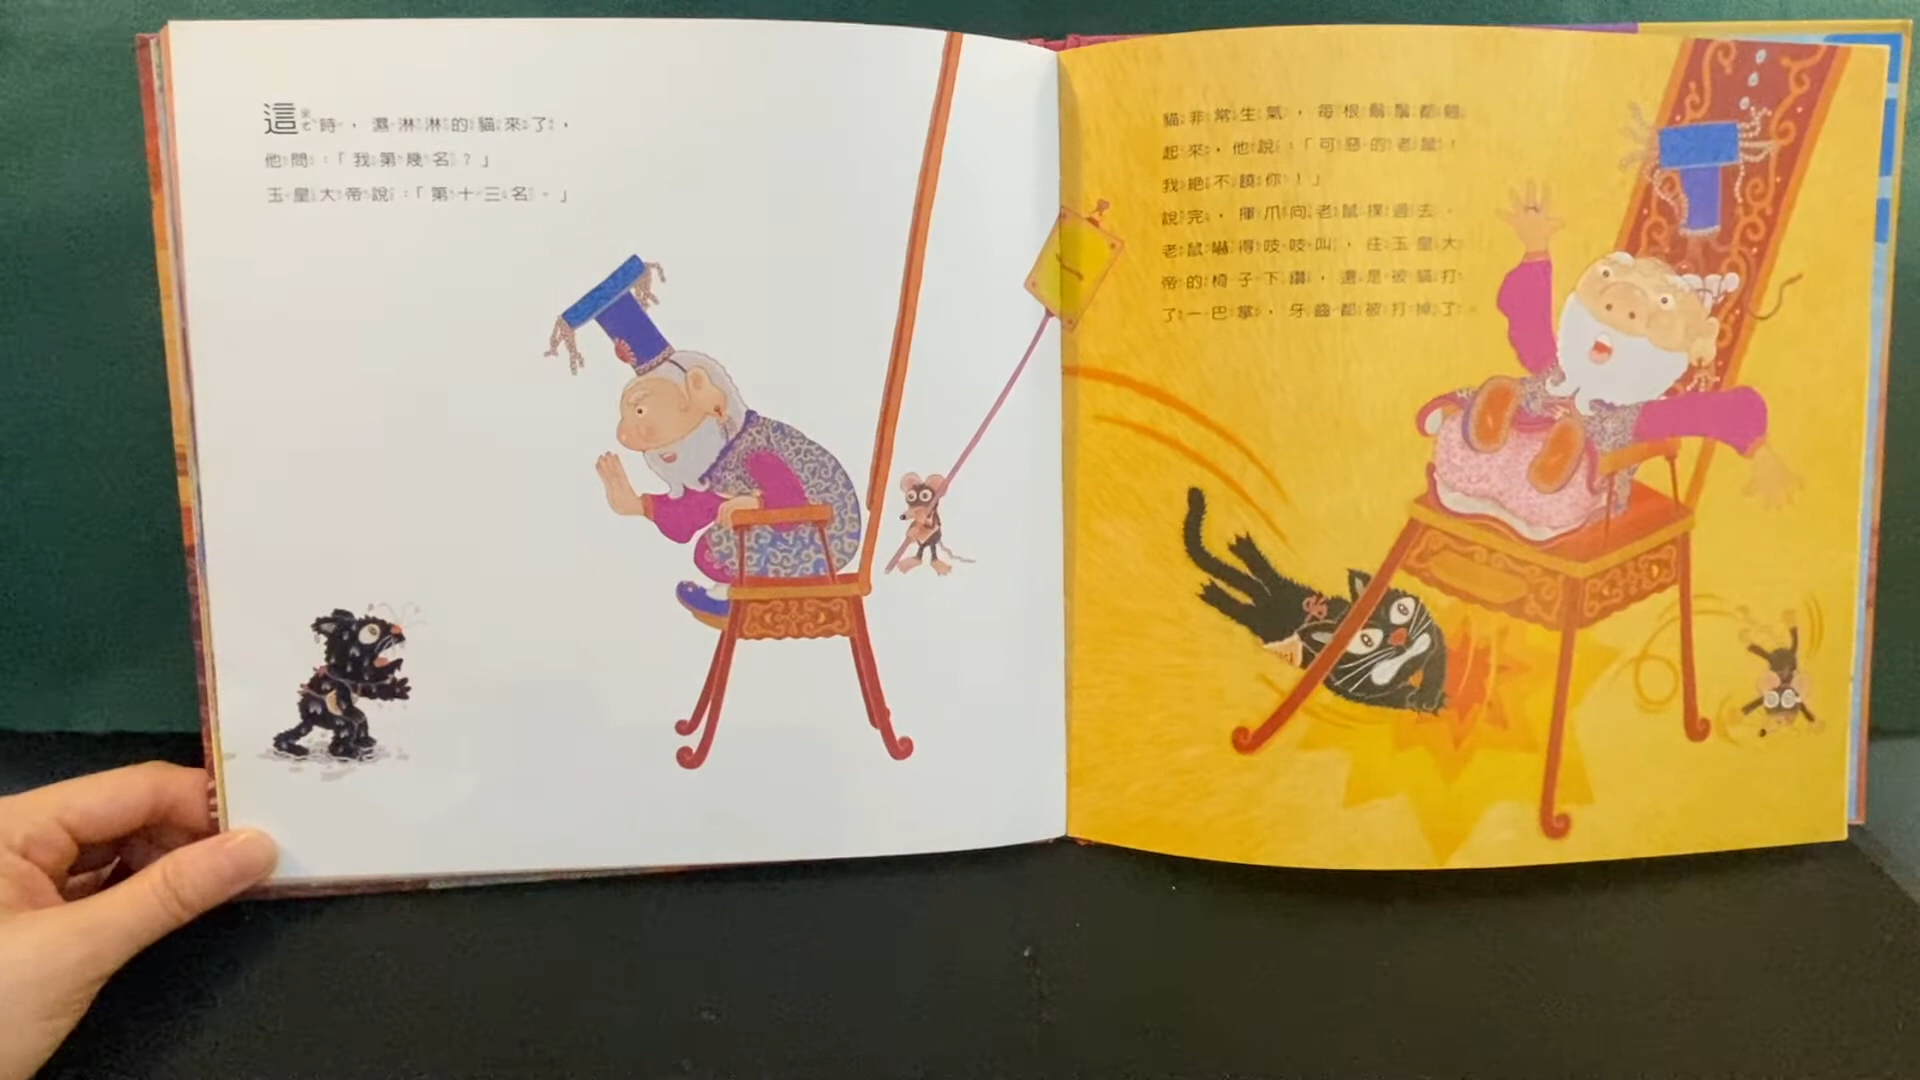 這時，濕淋淋的貓來了，
他問：「我第幾名？」
玉皇大帝說：「第十三名。」
貓非常生氣，每根鬍鬚都翹
起來，他說：「可惡的老鼠！
我絕不饒你！」
說完，揮爪向老鼠撲過去。
老鼠嚇得吱吱叫，往玉皇大
帝的椅子下鑽，還是被貓打
了一巴掌，牙齒都被打掉了。
一